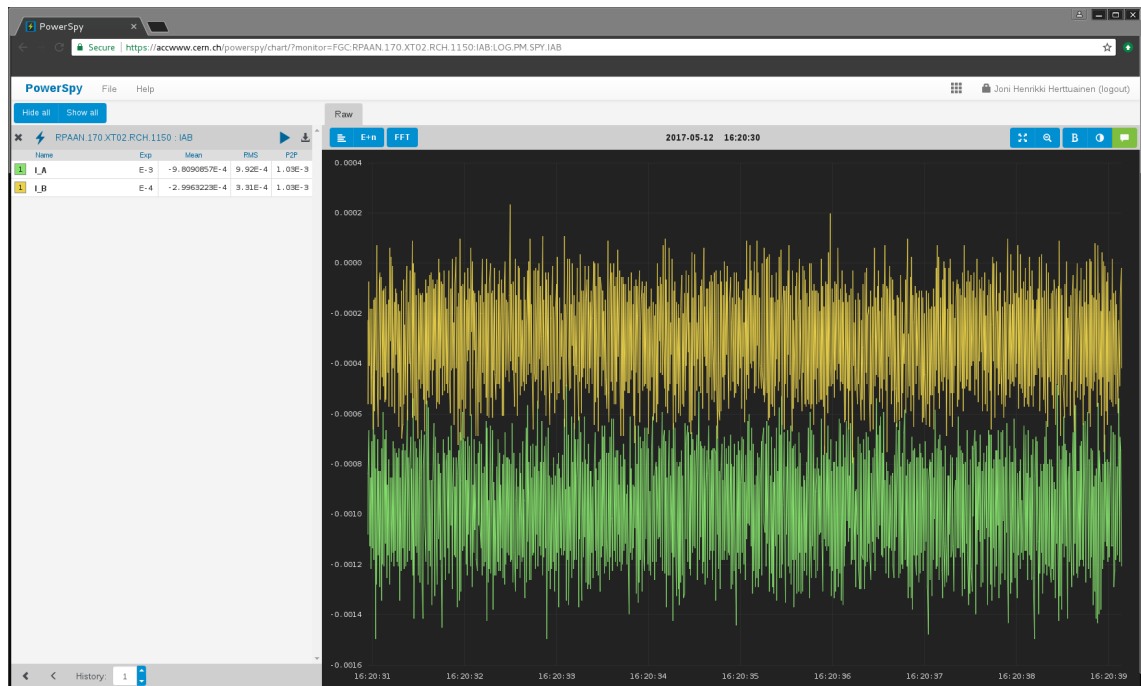 PowerSpy
Secure | https://accwww.cern.ch/powerspy/chart/?monitor=FGC:RPAAN.170.XT02.RCH.1150:IAB:LOG.PM.SPY.IAB
PowerSpy File Help Joni Henrikki Herttuainen (logout)
Hide all Show all Raw
RPAAN.170.XT02.RCH.1150 : IAB E+n FFT 2017-05-12 16:20:30 B
Name Exp Mean RMS P2P
1 I_A E-3 -9.8090857E-4 9.92E-4 1.03E-3
1 I_B E-4 -2.9963223E-4 3.31E-4 1.03E-3
0.0004
0.0002
0.0000
-0.0002
-0.0004
-0.0006
-0.0008
-0.0010
-0.0012
-0.0014
-0.0016
16:20:31 16:20:32 16:20:33 16:20:34 16:20:35 16:20:36 16:20:37 16:20:38 16:20:39
History: 1